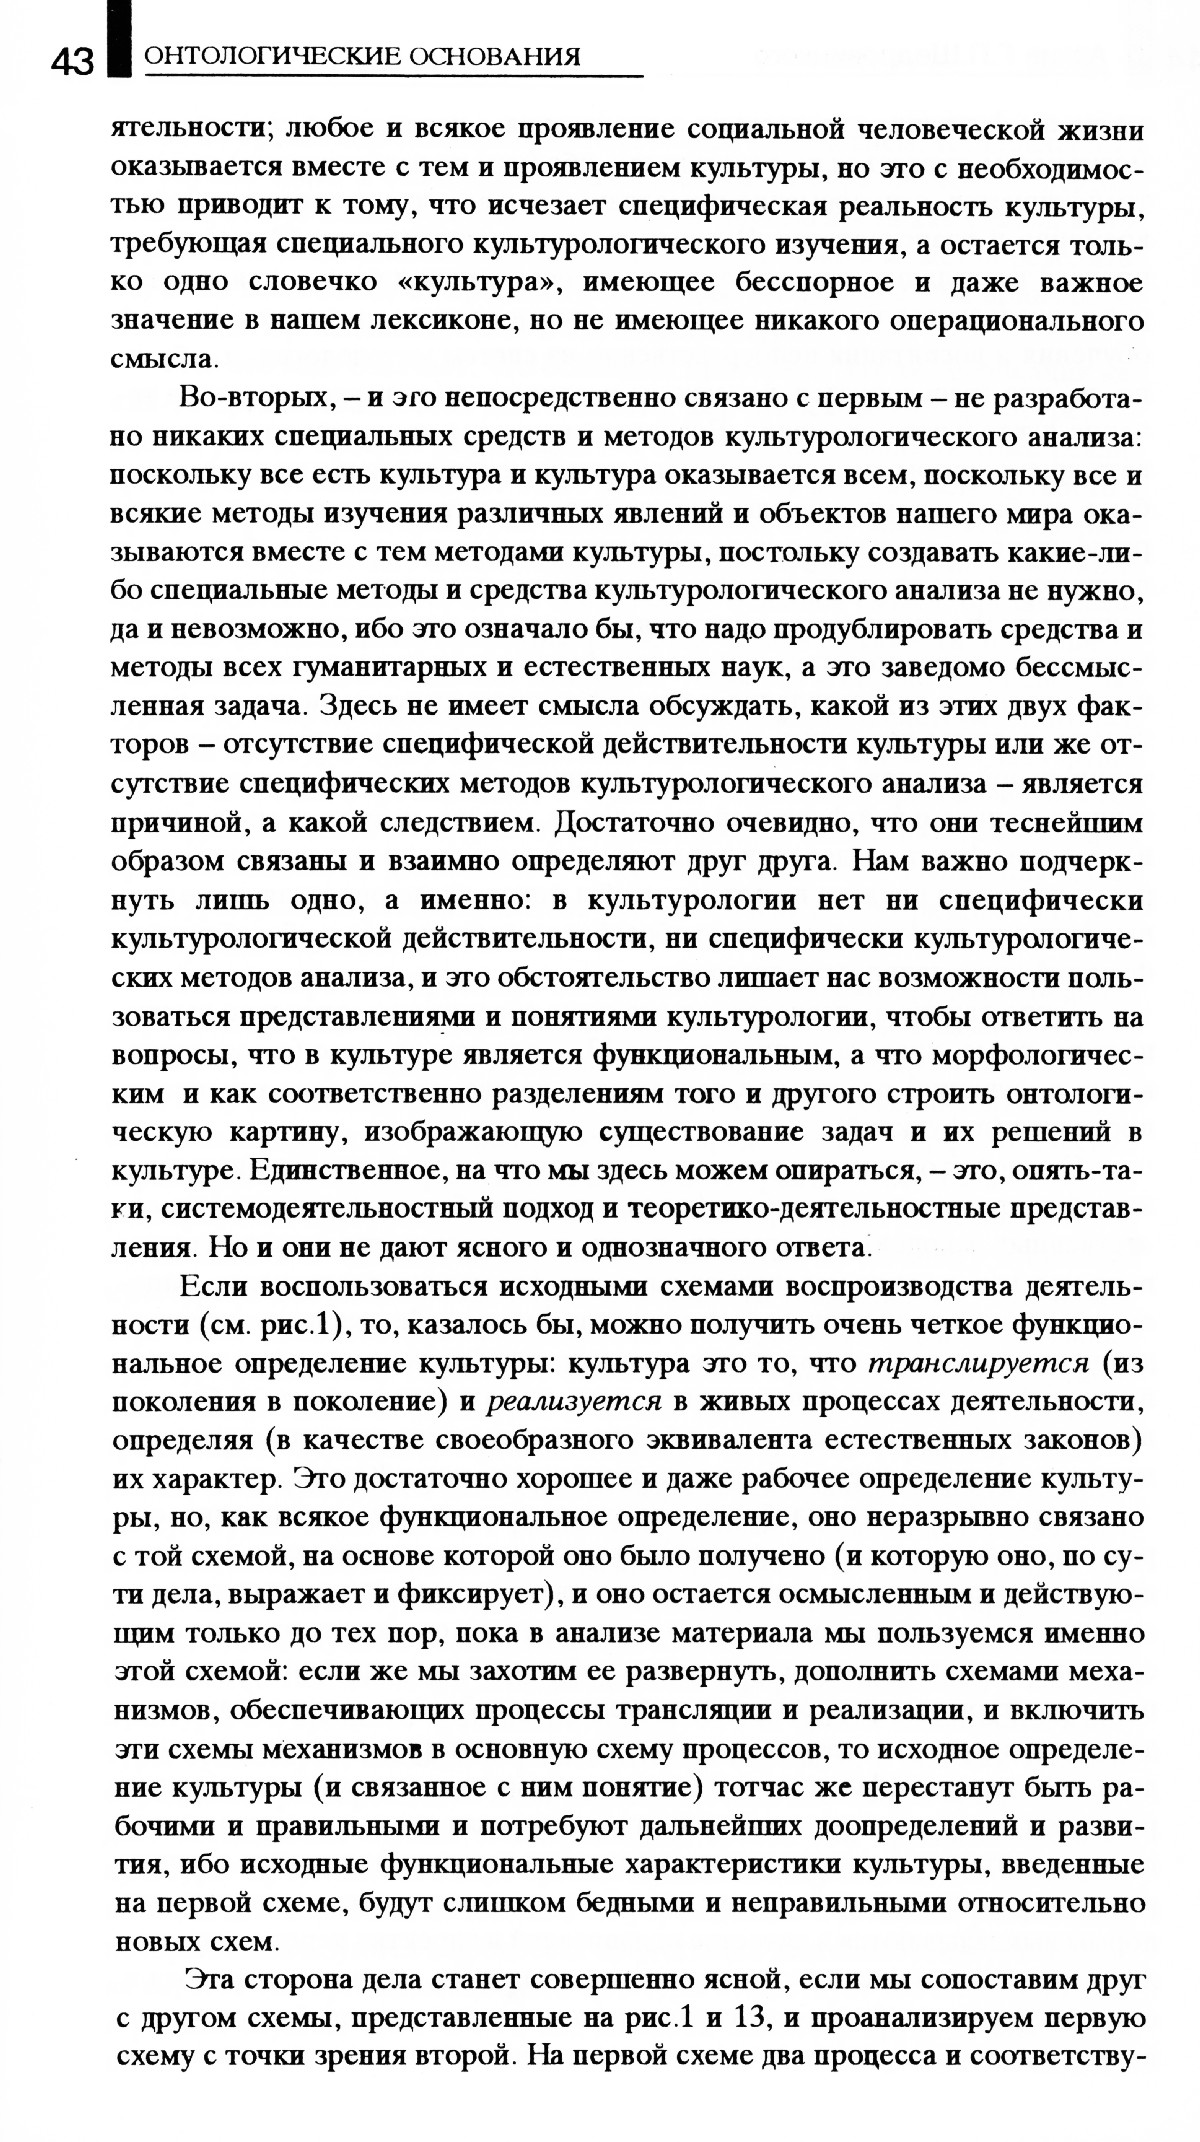 43
ОНТОЛОГИЧЕСКИЕ ОСНОВАНИЯ
ятельности; любое и всякое проявление социальной человеческой жизни
оказывается вместе с тем и проявлением культуры, но это с необходимос-
тью приводит к тому, что исчезает специфическая реальность культуры,
требующая специального культурологического изучения, а остается толь-
ко одно словечко «культура», имеющее бесспорное и даже важное
значение в нашем лексиконе, но не имеющее никакого операционального
смысла.
Во-вторых, – и это непосредственно связано с первым – не разработа-
но никаких специальных средств и методов культурологического анализа:
поскольку все есть культура и культура оказывается всем, поскольку все и
всякие методы изучения различных явлений и объектов нашего мира ока-
зываются вместе с тем методами культуры, постольку создавать какие-ли-
бо специальные методы и средства культурологического анализа не нужно,
да и невозможно, ибо это означало бы, что надо продублировать средства и
методы всех гуманитарных и естественных наук, а это заведомо бессмыс-
ленная задача. Здесь не имеет смысла обсуждать, какой из этих двух фак-
торов – отсутствие специфической действительности культуры или же от-
сутствие специфических методов культурологического анализа – является
причиной, а какой следствием. Достаточно очевидно, что они теснейшим
образом связаны и взаимно определяют друг друга. Нам важно подчерк-
нуть лишь одно, а именно: в культурологии нет ни специфически
культурологической действительности, ни специфически культурологиче-
ских методов анализа, и это обстоятельство лишает нас возможности поль-
зоваться представлениями и понятиями культурологии, чтобы ответить на
вопросы, что в культуре является функциональным, а что морфологичес-
ким и как соответственно разделениям того и другого строить онтологи-
ческую картину, изображающую существование задач и их решений в
культуре. Единственное, на что мы здесь можем опираться, – это, опять-та-
ки, системодеятельностный подход и теоретико-деятельностные представ-
ления. Но и они не дают ясного и однозначного ответа.
Если воспользоваться исходными схемами воспроизводства деятель-
ности (см. рис.1), то, казалось бы, можно получить очень четкое функцио-
нальное определение культуры: культура это то, что транслируется (из
поколения в поколение) и реализуется в живых процессах деятельности,
определяя (в качестве своеобразного эквивалента естественных законов)
их характер. Это достаточно хорошее и даже рабочее определение культу-
ры, но, как всякое функциональное определение, оно неразрывно связано
с той схемой, на основе которой оно было получено (и которую оно, по су-
ти дела, выражает и фиксирует), и оно остается осмысленным и действую-
щим только до тех пор, пока в анализе материала мы пользуемся именно
этой схемой: если же мы захотим ее развернуть, дополнить схемами меха-
низмов, обеспечивающих процессы трансляции и реализации, и включить
эти схемы механизмов в основную схему процессов, то исходное определе-
ние культуры (и связанное с ним понятие) тотчас же перестанут быть ра-
бочими и правильными и потребуют дальнейших доопределений и разви-
тия, ибо исходные функциональные характеристики культуры, введенные
на первой схеме, будут слишком бедными и неправильными относительно
новых схем.
Эта сторона дела станет совершенно ясной, если мы сопоставим друг
с другом схемы, представленные на рис.1 и 13, и проанализируем первую
схему с точки зрения второй. На первой схеме два процесса и соответству-